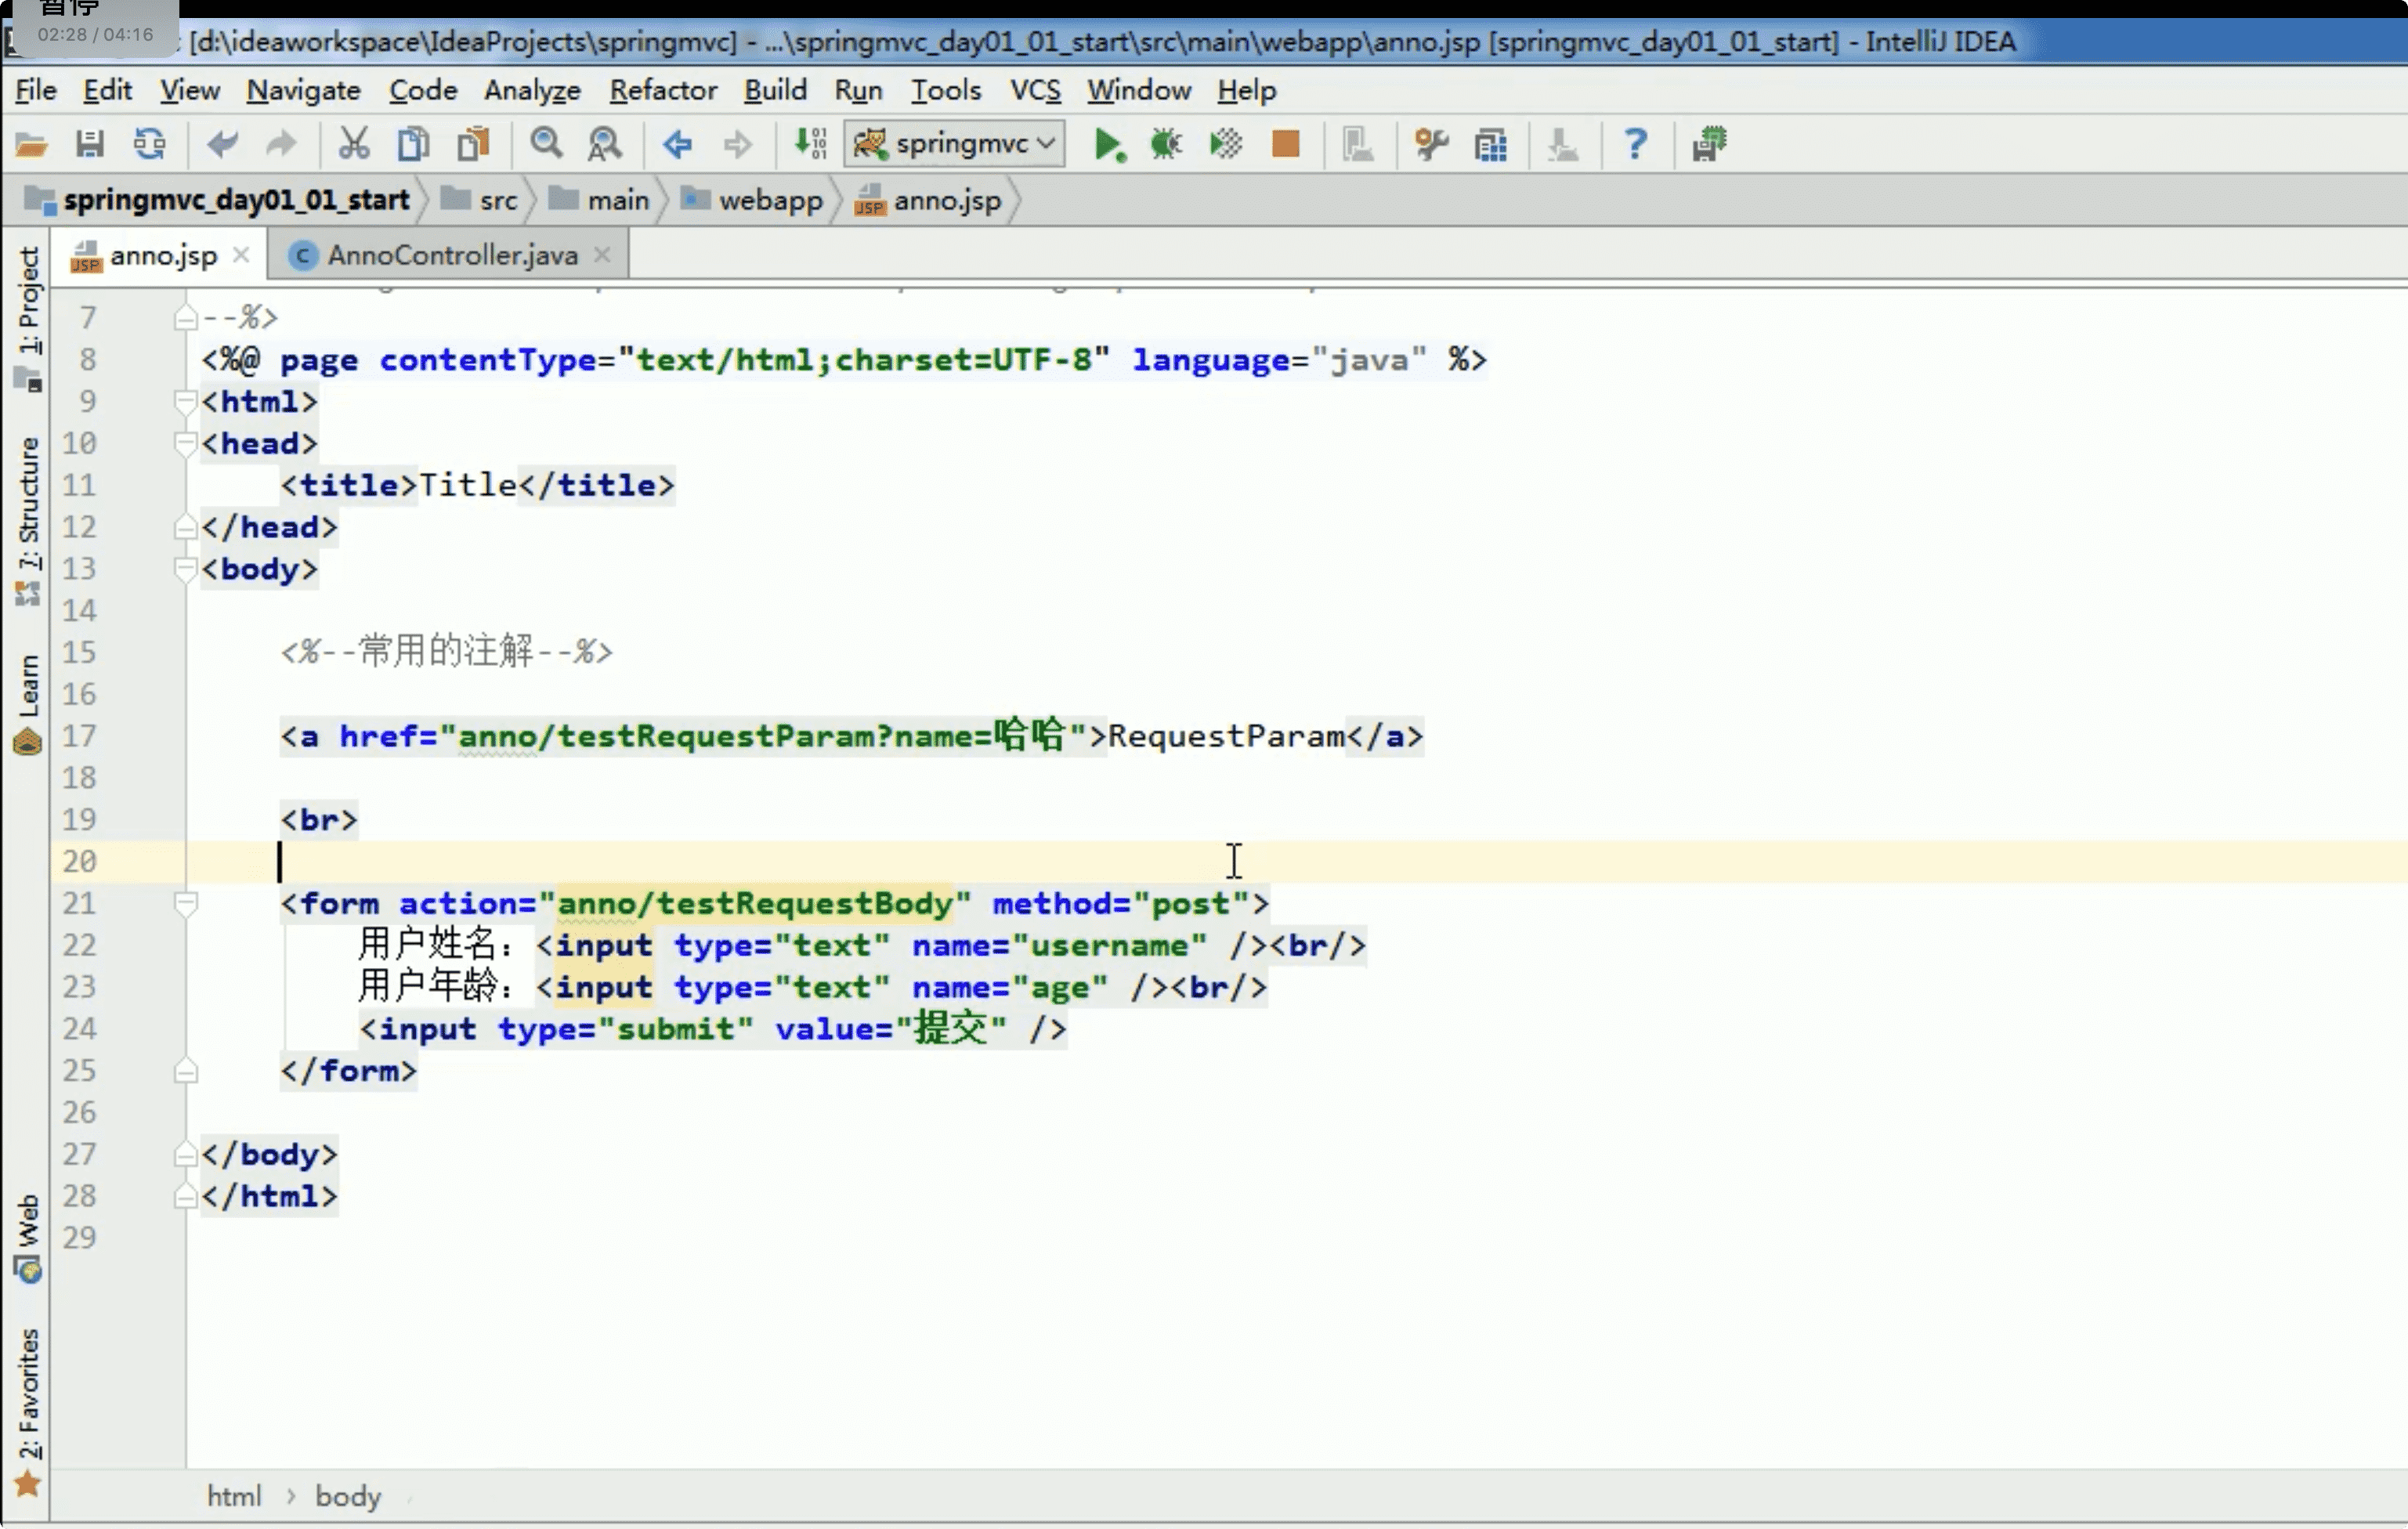 暂停
02:28 / 04:16
[d:\ideaworkspace\IdeaProjects\springmvc] - ...\springmvc_day01_01_start\src\main\webapp\anno.jsp [springmvc_day01_01_start] - IntelliJ IDEA
File Edit View Navigate Code Analyze Refactor Build Run Tools VCS Window Help
springmvc
springmvc_day01_01_start src main webapp anno.jsp
anno.jsp AnnoController.java
1: Project
7: Structure
Learn
Web
2: Favorites
7 --%>
8 <%@ page contentType="text/html;charset=UTF-8" language="java" %>
9 <html>
10 <head>
11 <title>Title</title>
12 </head>
13 <body>
14
15 <%--常用的注解--%>
16
17 <a href="anno/testRequestParam?name=哈哈">RequestParam</a>
18
19 <br>
20
21 <form action="anno/testRequestBody" method="post">
22 用户姓名：<input type="text" name="username" /><br/>
23 用户年龄：<input type="text" name="age" /><br/>
24 <input type="submit" value="提交" />
25 </form>
26
27 </body>
28 </html>
29
html › body